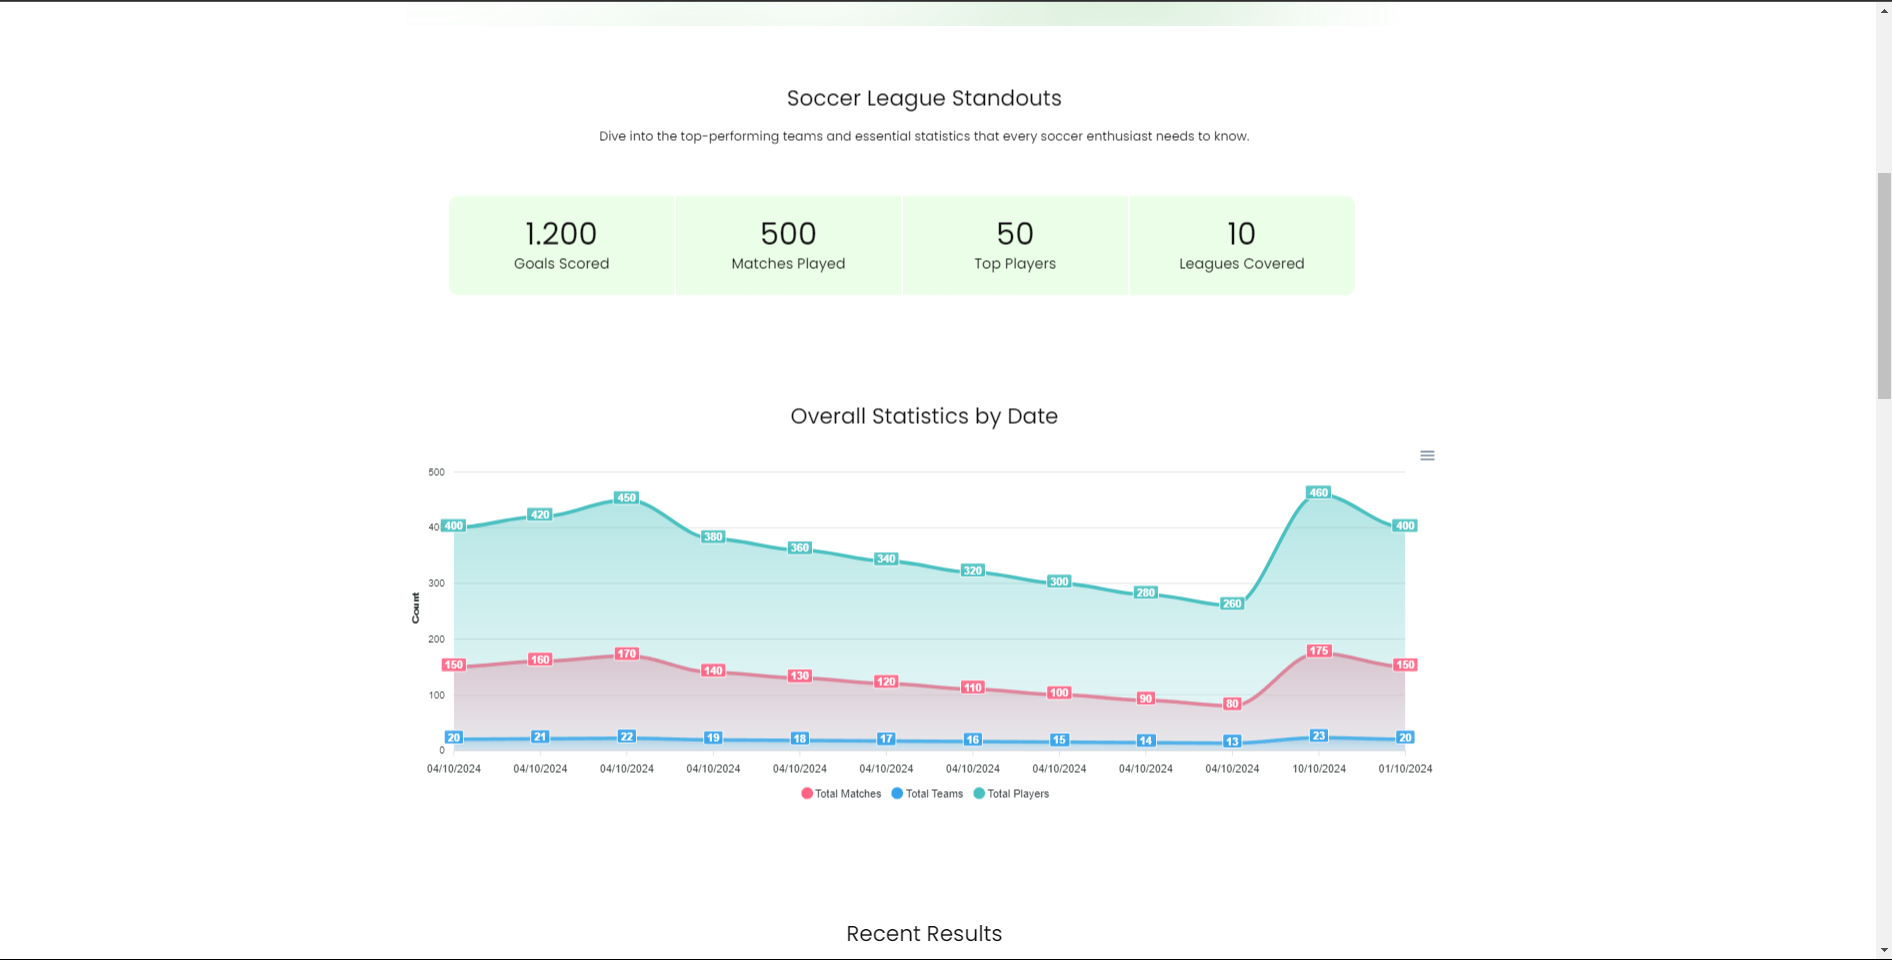 Soccer League Standouts
Dive into the top-performing teams and essential statistics that every soccer enthusiast needs to know.
1.200
Goals Scored
500
Matches Played
50
Top Players
10
Leagues Covered
Overall Statistics by Date
Count
500
40
300
200
100
0
400 420 450 380 360 340 320 300 280 260 460 400
150 160 170 140 130 120 110 100 90 80 175 150
20 21 22 19 18 17 16 15 14 13 23 20
04/10/2024 04/10/2024 04/10/2024 04/10/2024 04/10/2024 04/10/2024 04/10/2024 04/10/2024 04/10/2024 04/10/2024 10/10/2024 01/10/2024
Total Matches Total Teams Total Players
Recent Results